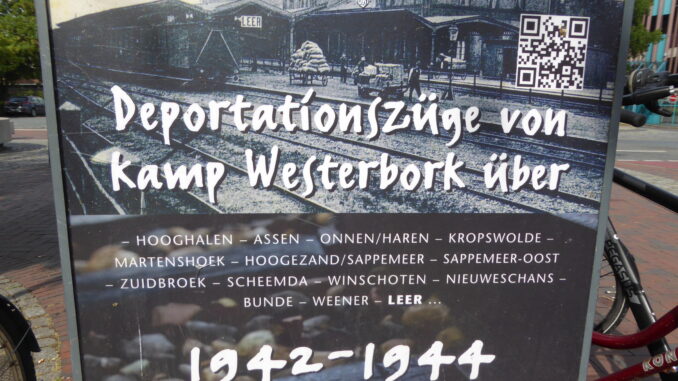 LEER
Deportationszüge von
Kamp Westerbork über
– HOOGHALEN – ASSEN – ONNEN/HAREN – KROPSWOLDE –
MARTENSHOEK – HOOGEZAND/SAPPEMEER – SAPPEMEER-OOST
– ZUIDBROEK – SCHEEMDA – WINSCHOTEN – NIEUWESCHANS –
BUNDE – WEENER – LEER ...
1942-1944